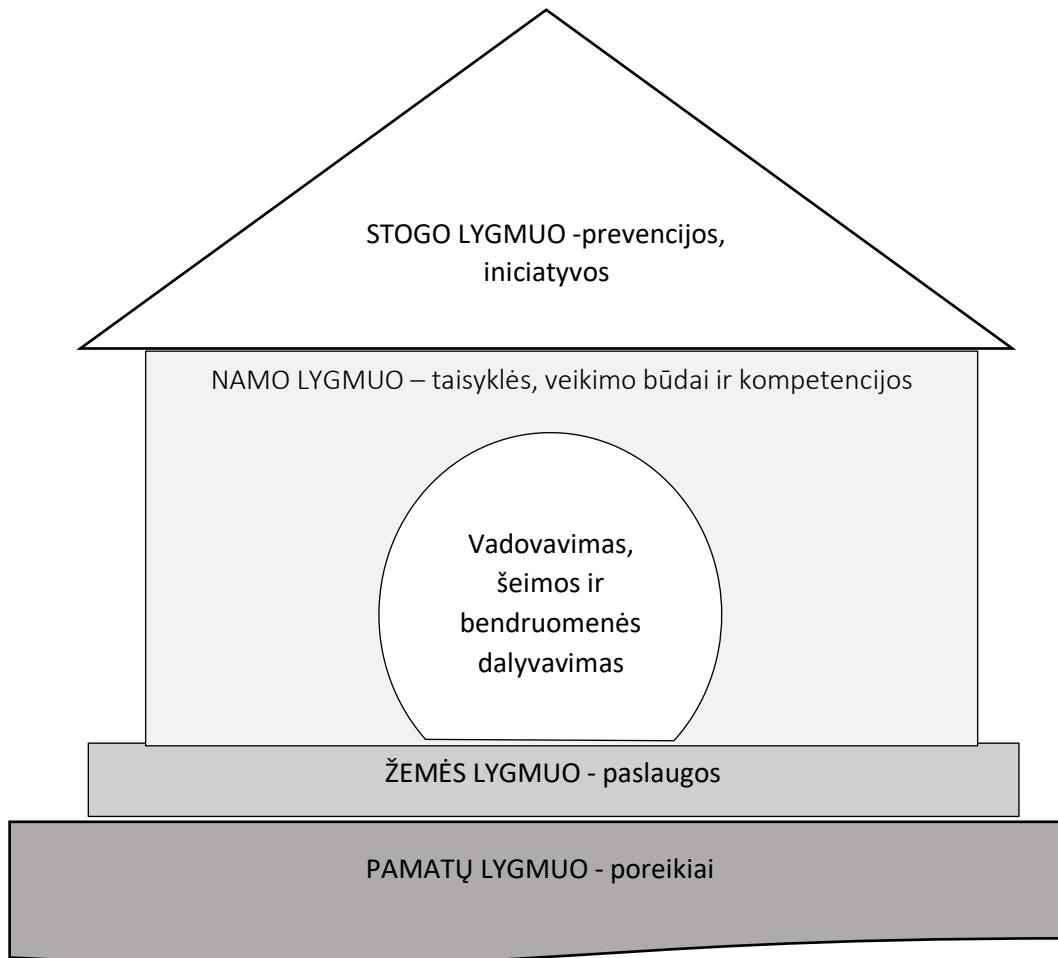 STOGO LYGMUO -prevencijos,
iniciatyvos
NAMO LYGMUO – taisyklės, veikimo būdai ir kompetencijos
Vadovavimas,
šeimos ir
bendruomenės
dalyvavimas
ŽEMĖS LYGMUO - paslaugos
PAMATŲ LYGMUO - poreikiai